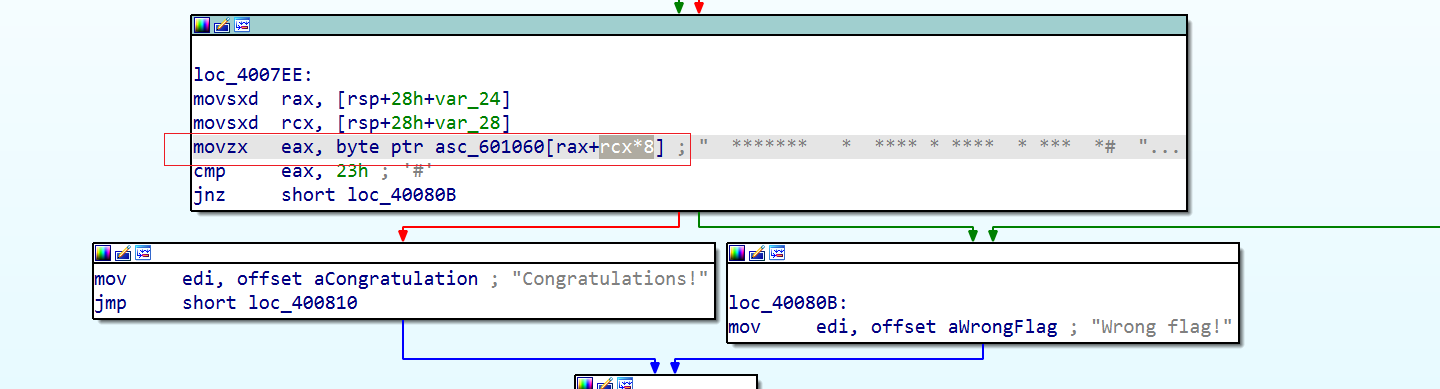 loc_4007EE:
movsxd  rax, [rsp+28h+var_24]
movsxd  rcx, [rsp+28h+var_28]
movzx   eax, byte ptr asc_601060[rax+rcx*8] ; "  *******   *  **** * ****  * ***  *#  "...
cmp     eax, 23h ; '#'
jnz     short loc_40080B
mov     edi, offset aCongratulation ; "Congratulations!"
jmp     short loc_400810
loc_40080B:
mov     edi, offset aWrongFlag ; "Wrong flag!"